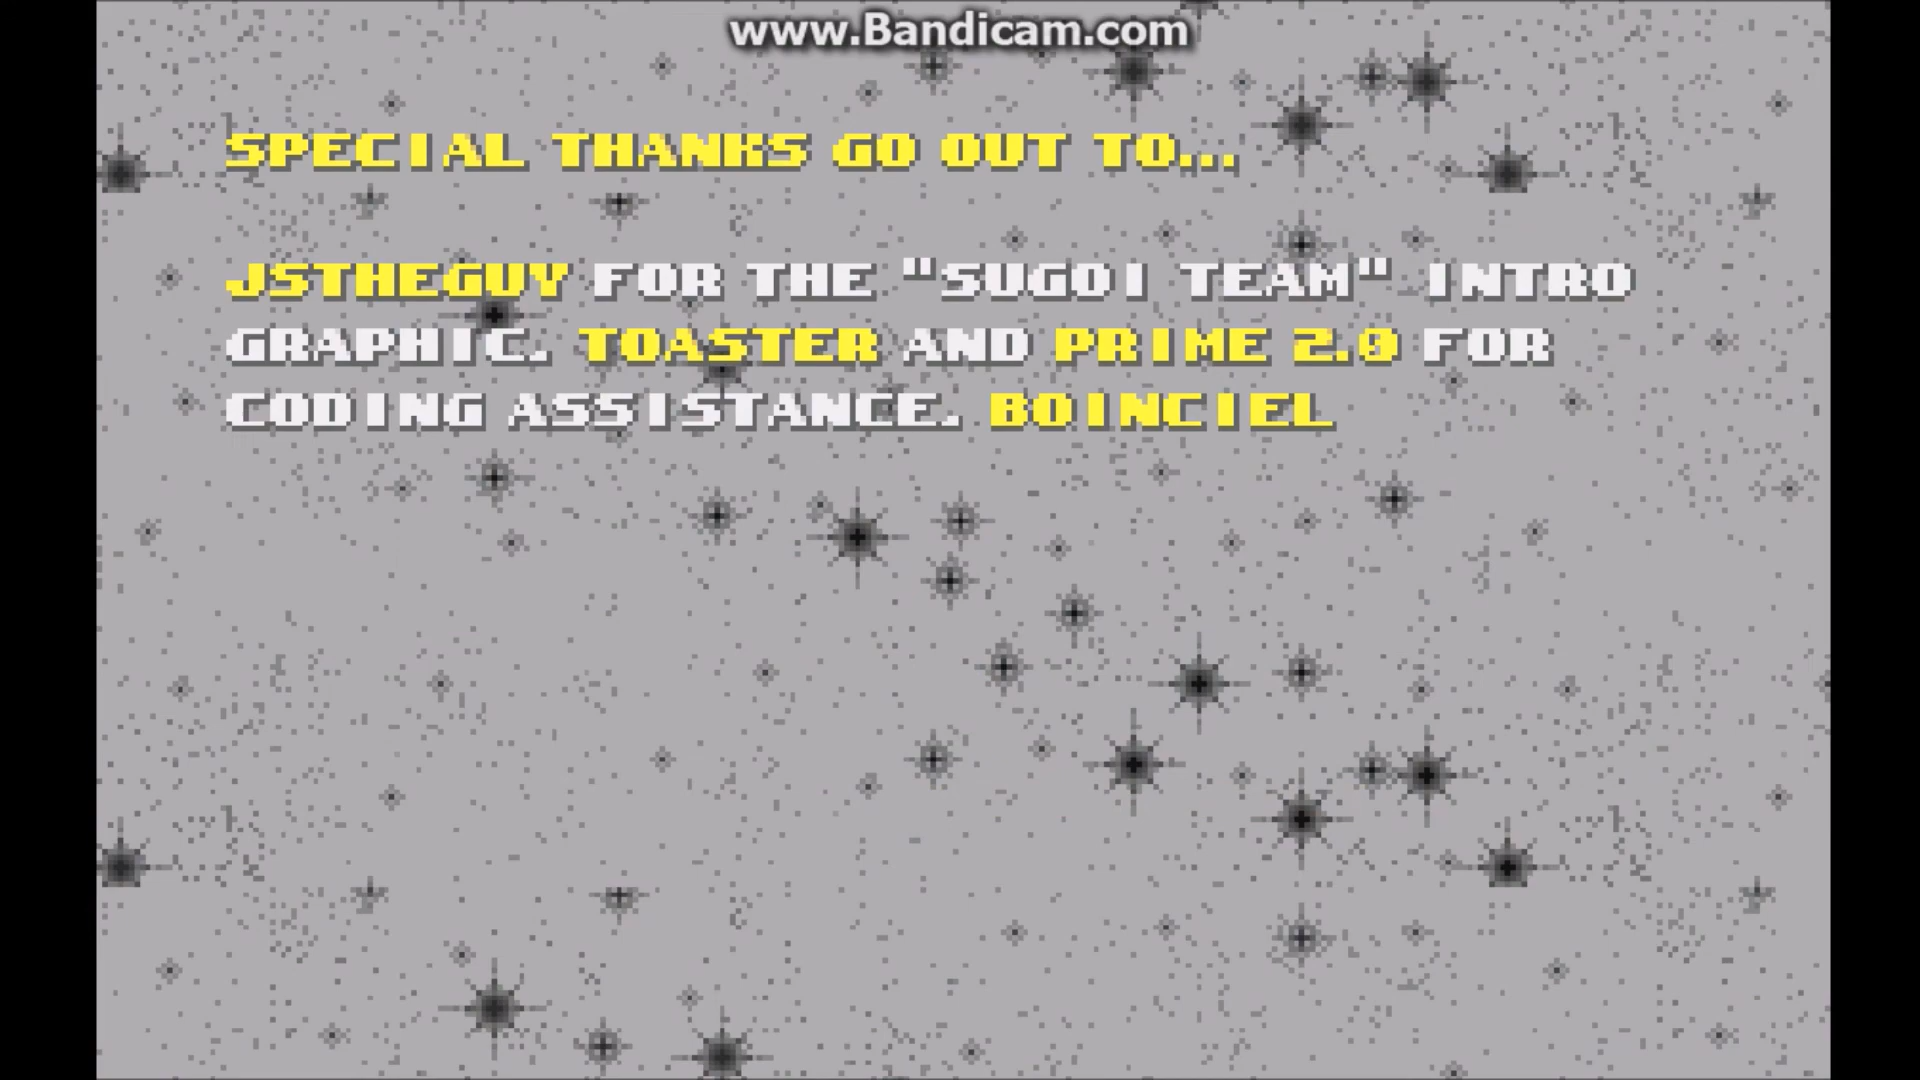 www.Bandicam.com
SPECIAL THANKS GO OUT TO...
JSTHEGUY FOR THE "SUGOI TEAM" INTRO
GRAPHIC. TOASTER AND PRIME 2.0 FOR
CODING ASSISTANCE. BOINCIEL